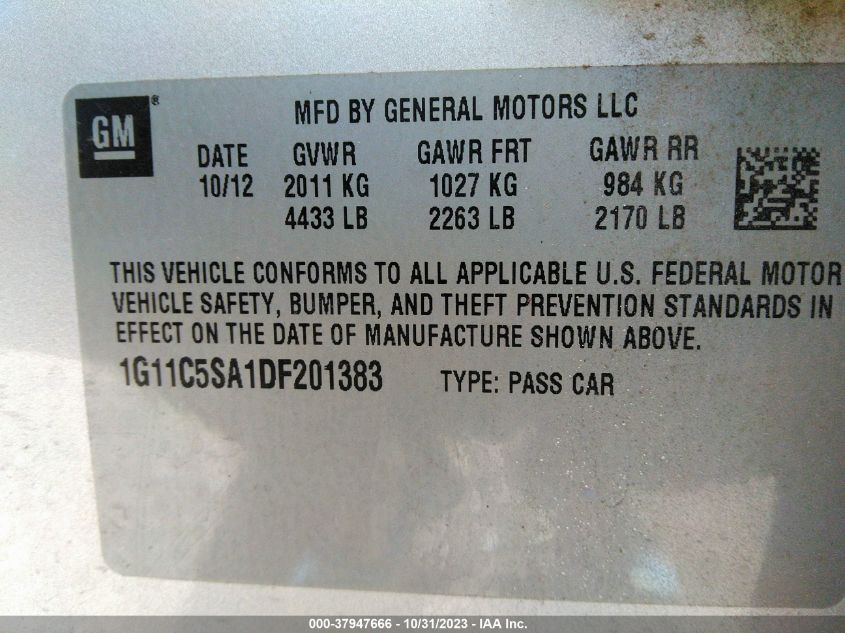 GM ®
MFD BY GENERAL MOTORS LLC
DATE GVWR GAWR FRT GAWR RR
10/12 2011 KG 1027 KG 984 KG
4433 LB 2263 LB 2170 LB
THIS VEHICLE CONFORMS TO ALL APPLICABLE U.S. FEDERAL MOTOR
VEHICLE SAFETY, BUMPER, AND THEFT PREVENTION STANDARDS IN
EFFECT ON THE DATE OF MANUFACTURE SHOWN ABOVE.
1G11C5SA1DF201383 TYPE: PASS CAR
000-37947666 - 10/31/2023 - IAA Inc.